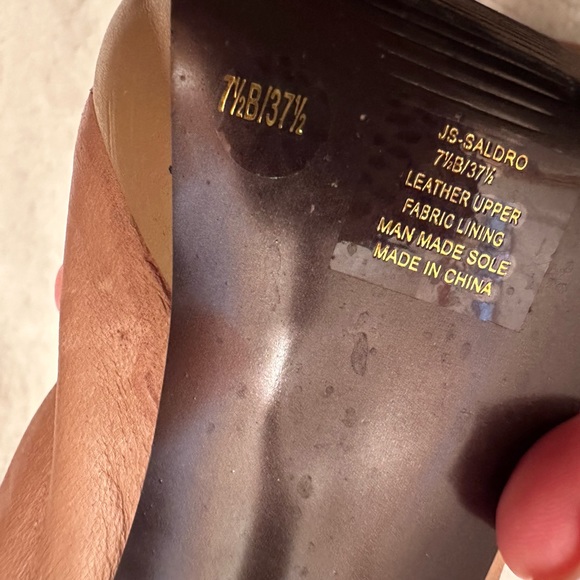 7½B/37½
JS-SALDRO
7½B/37½
LEATHER UPPER
FABRIC LINING
MAN MADE SOLE
MADE IN CHINA